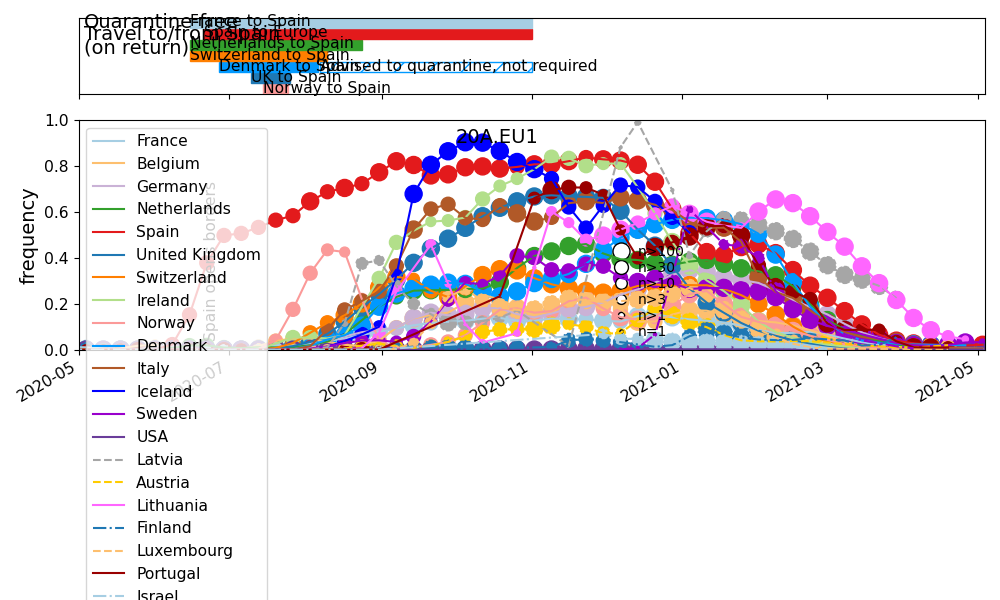 Quarantine-free
Travel to/from Spain
(on return)
France to Spain
Spain to Europe
Netherlands to Spain
Switzerland to Spain
Denmark to Spain
Advised to quarantine, not required
UK to Spain
Norway to Spain
20A.EU1
frequency
1.0
0.8
0.6
0.4
0.2
0.0
Spain opens borders
France
Belgium
Germany
Netherlands
Spain
United Kingdom
Switzerland
Ireland
Norway
Denmark
Italy
Iceland
Sweden
USA
Latvia
Austria
Lithuania
Finland
Luxembourg
Portugal
Israel
n>100
n>30
n>10
n>3
n>1
n=1
2020-05
2020-07
2020-09
2020-11
2021-01
2021-03
2021-05